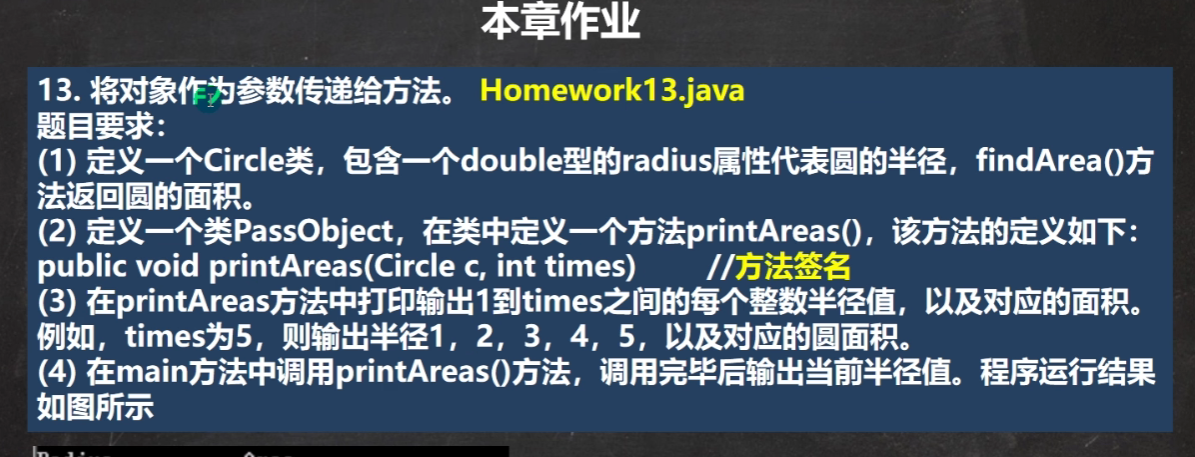 本章作业
13. 将对象作为参数传递给方法。 Homework13.java
题目要求：
(1) 定义一个Circle类，包含一个double型的radius属性代表圆的半径，findArea()方
法返回圆的面积。
(2) 定义一个类PassObject，在类中定义一个方法printAreas()，该方法的定义如下：
public void printAreas(Circle c, int times) //方法签名
(3) 在printAreas方法中打印输出1到times之间的每个整数半径值，以及对应的面积。
例如，times为5，则输出半径1，2，3，4，5，以及对应的圆面积。
(4) 在main方法中调用printAreas()方法，调用完毕后输出当前半径值。程序运行结果
如图所示